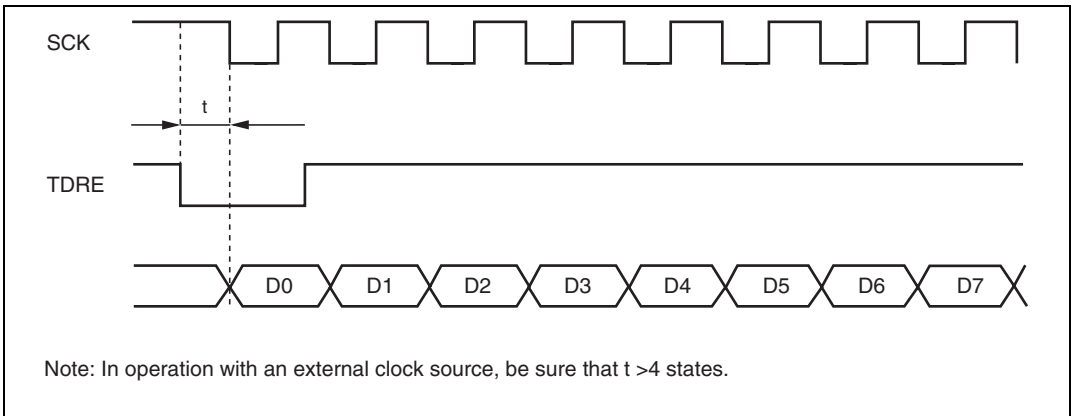 SCK
t
TDRE
D0 D1 D2 D3 D4 D5 D6 D7
Note: In operation with an external clock source, be sure that t >4 states.